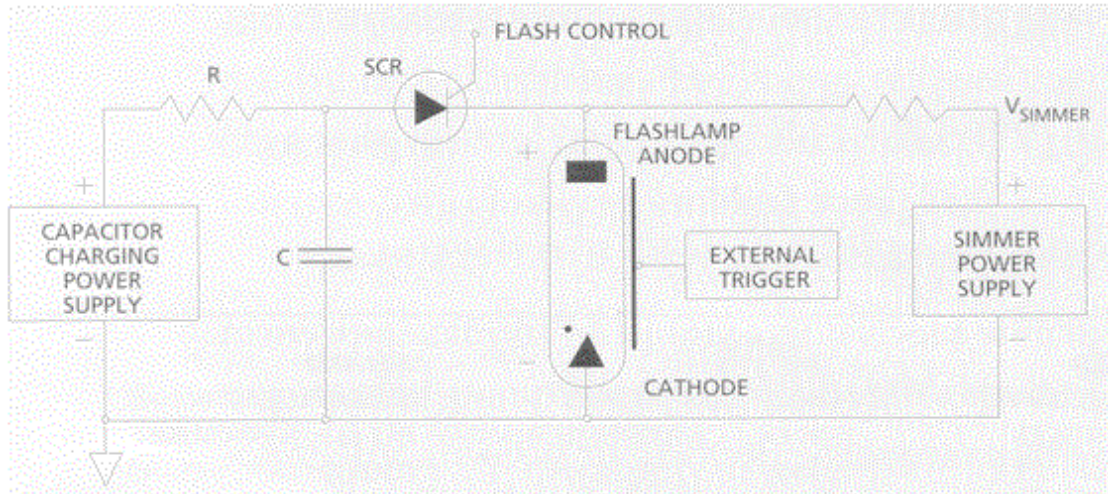 FLASH CONTROL
SCR
R
V SIMMER
FLASHLAMP
ANODE
+
+
+
CAPACITOR
CHARGING
POWER
SUPPLY
C
EXTERNAL
TRIGGER
SIMMER
POWER
SUPPLY
−
−
−
CATHODE